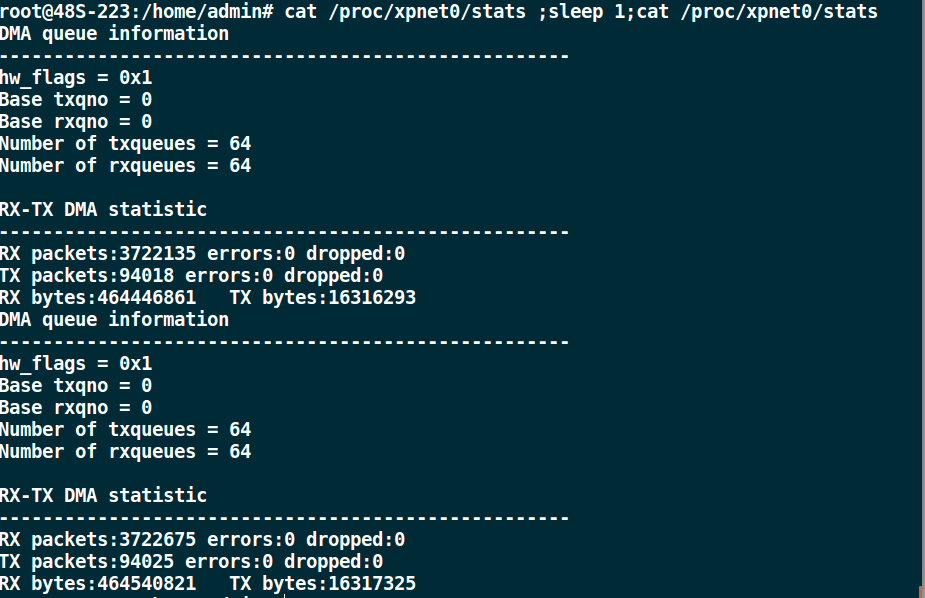 root@48S-223:/home/admin# cat /proc/xpnet0/stats ;sleep 1;cat /proc/xpnet0/stats
DMA queue information
----------------------------------------------------
hw_flags = 0x1
Base txqno = 0
Base rxqno = 0
Number of txqueues = 64
Number of rxqueues = 64

RX-TX DMA statistic
----------------------------------------------------
RX packets:3722135 errors:0 dropped:0
TX packets:94018 errors:0 dropped:0
RX bytes:464446861   TX bytes:16316293
DMA queue information
----------------------------------------------------
hw_flags = 0x1
Base txqno = 0
Base rxqno = 0
Number of txqueues = 64
Number of rxqueues = 64

RX-TX DMA statistic
----------------------------------------------------
RX packets:3722675 errors:0 dropped:0
TX packets:94025 errors:0 dropped:0
RX bytes:464540821   TX bytes:16317325